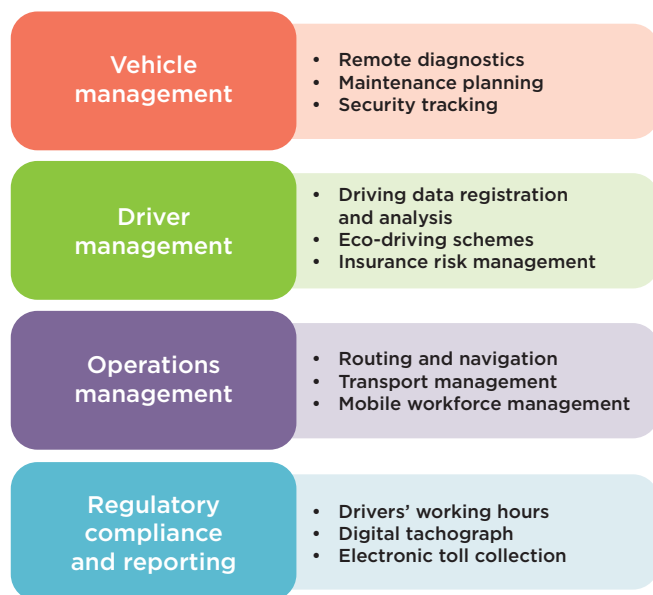 Vehicle
management
• Remote diagnostics
• Maintenance planning
• Security tracking
Driver
management
• Driving data registration
and analysis
• Eco-driving schemes
• Insurance risk management
Operations
management
• Routing and navigation
• Transport management
• Mobile workforce management
Regulatory
compliance
and reporting
• Drivers’ working hours
• Digital tachograph
• Electronic toll collection